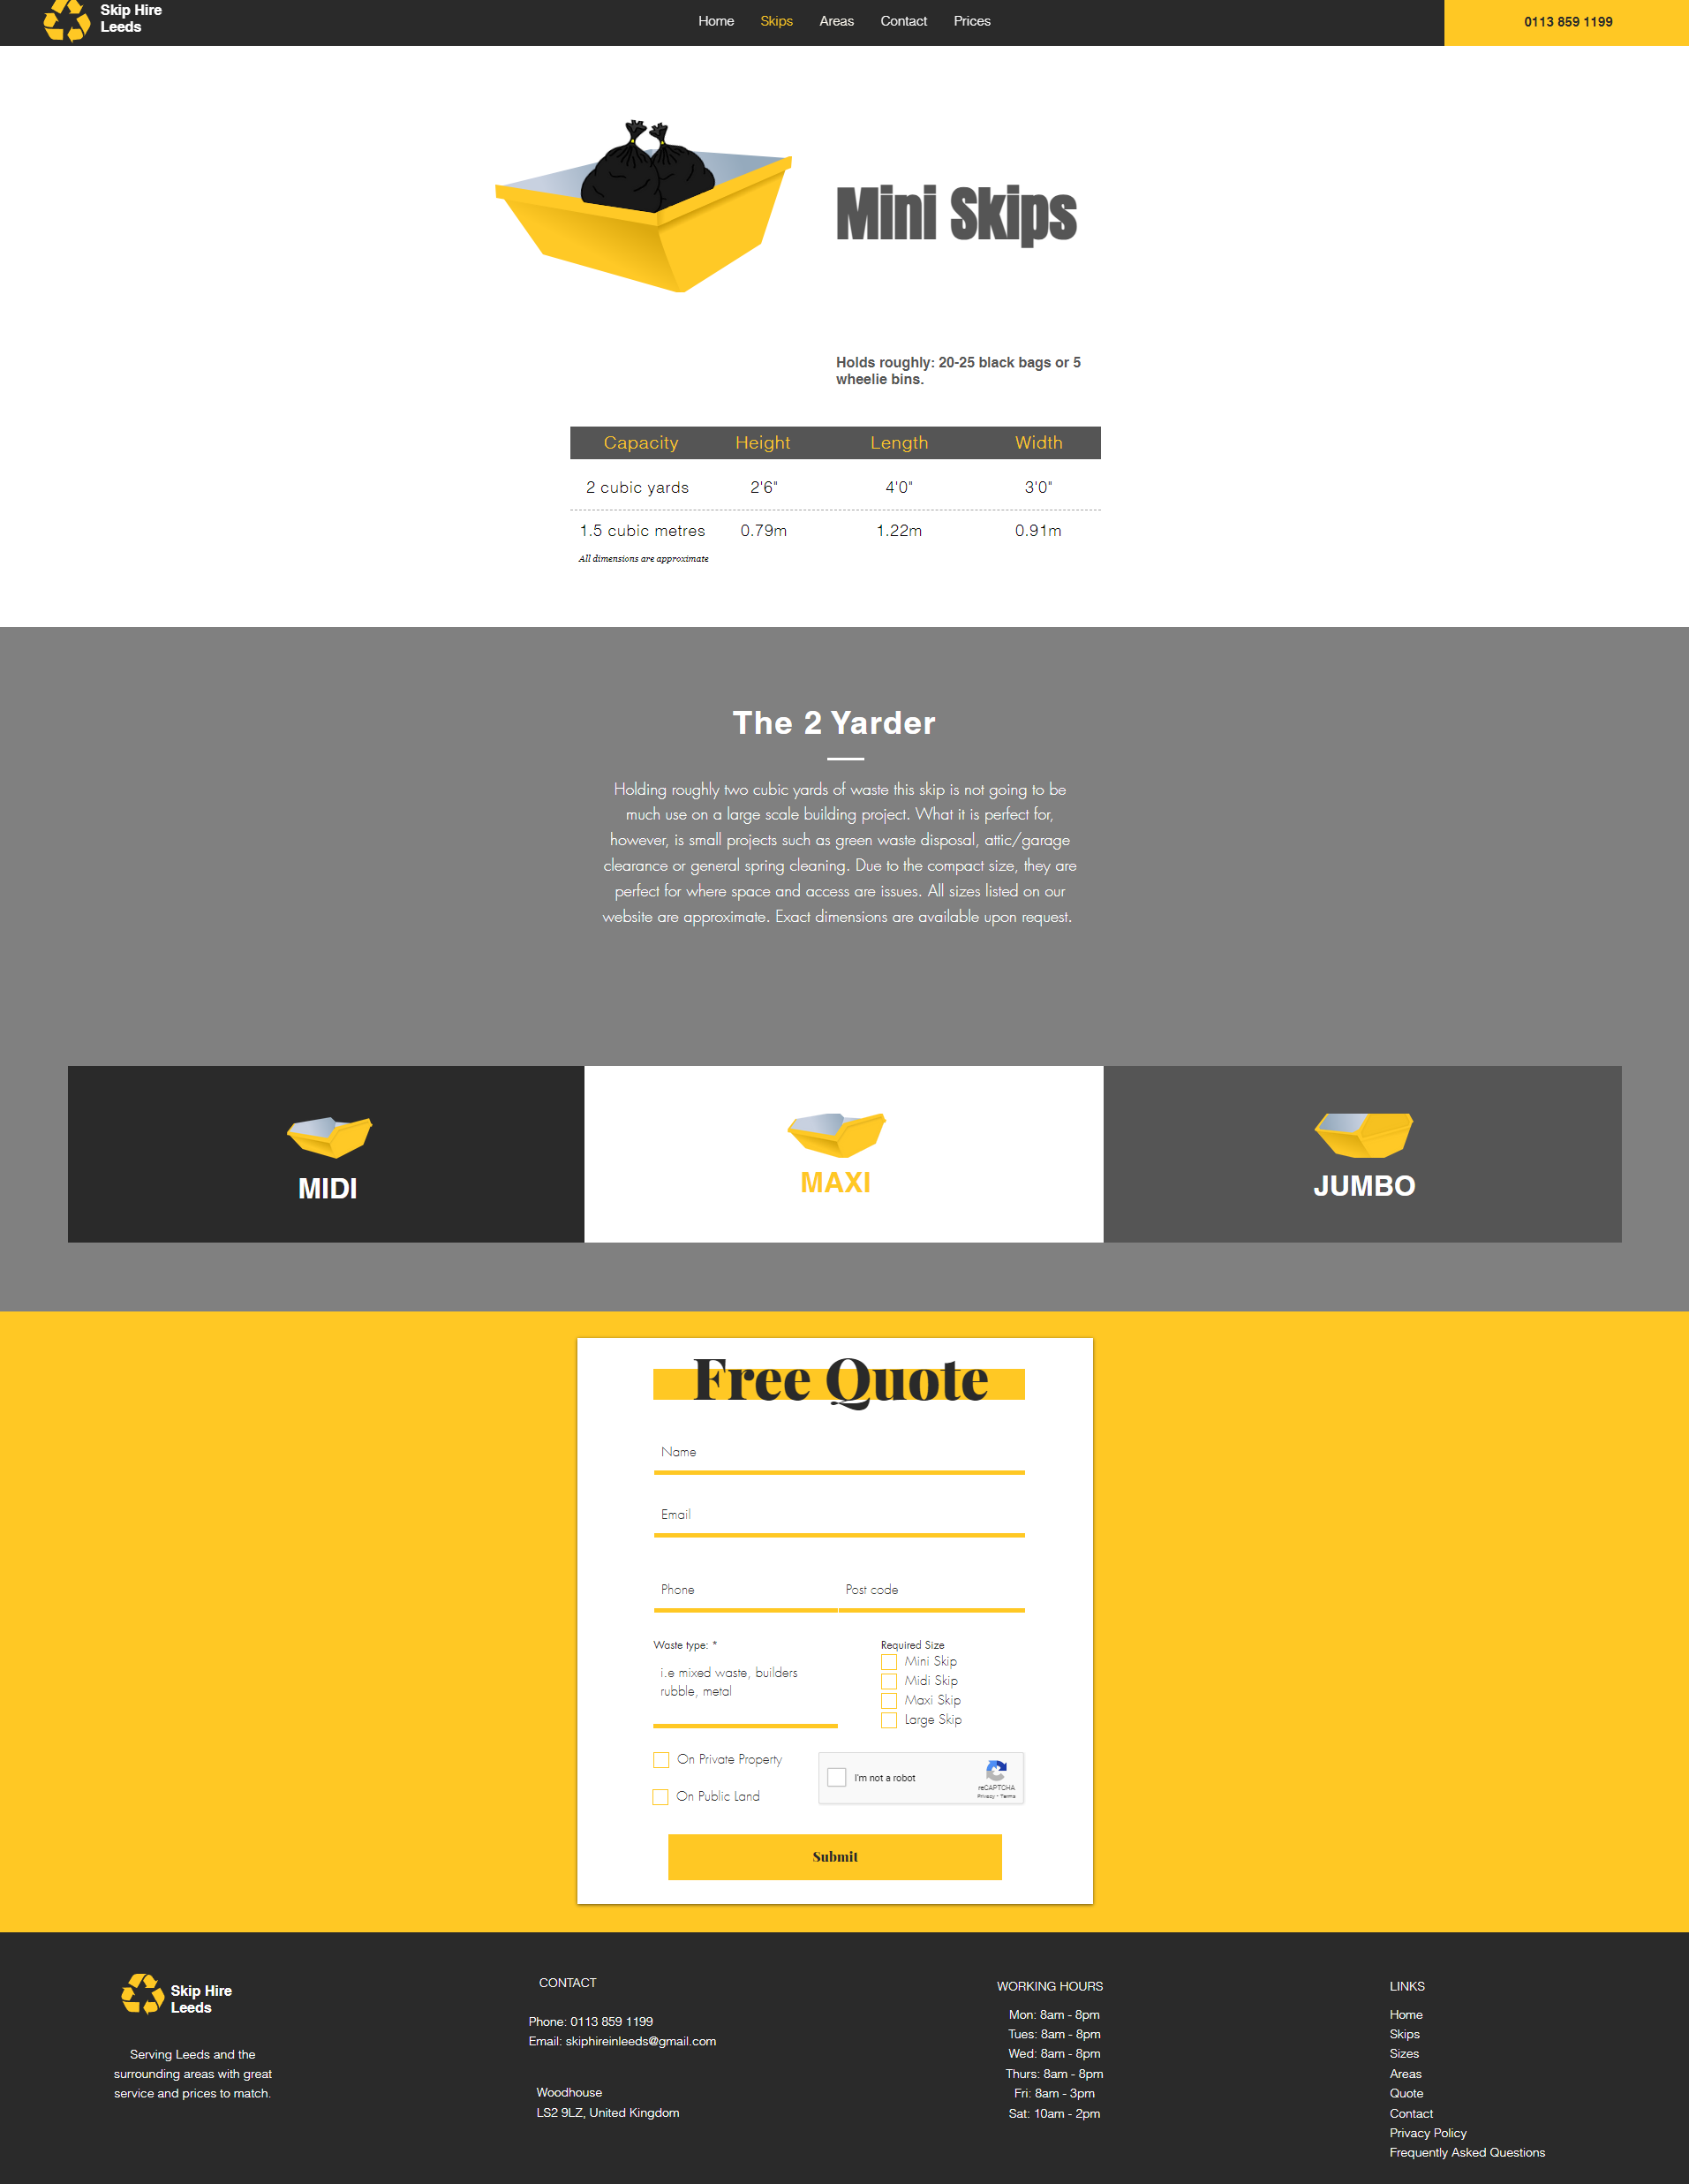 Skip Hire
Leeds
Home Skips Areas Contact Prices
0113 859 1199
Mini Skips
Holds roughly: 20-25 black bags or 5
wheelie bins.
Capacity Height Length Width
2 cubic yards 2'6" 4'0" 3'0"
1.5 cubic metres 0.79m 1.22m 0.91m
All dimensions are approximate
The 2 Yarder
Holding roughly two cubic yards of waste this skip is not going to be
much use on a large scale building project. What it is perfect for,
however, is small projects such as green waste disposal, attic/garage
clearance or general spring cleaning. Due to the compact size, they are
perfect for where space and access are issues. All sizes listed on our
website are approximate. Exact dimensions are available upon request.
MIDI
MAXI
JUMBO
Free Quote
Name
Email
Phone Post code
Waste type: *
i.e mixed waste, builders
rubble, metal
Required Size
Mini Skip
Midi Skip
Maxi Skip
Large Skip
On Private Property
On Public Land
I'm not a robot
reCAPTCHA
Privacy - Terms
Submit
Skip Hire
Leeds
Serving Leeds and the
surrounding areas with great
service and prices to match.
CONTACT
Phone: 0113 859 1199
Email: skiphireinleeds@gmail.com
Woodhouse
LS2 9LZ, United Kingdom
WORKING HOURS
Mon: 8am - 8pm
Tues: 8am - 8pm
Wed: 8am - 8pm
Thurs: 8am - 8pm
Fri: 8am - 3pm
Sat: 10am - 2pm
LINKS
Home
Skips
Sizes
Areas
Quote
Contact
Privacy Policy
Frequently Asked Questions